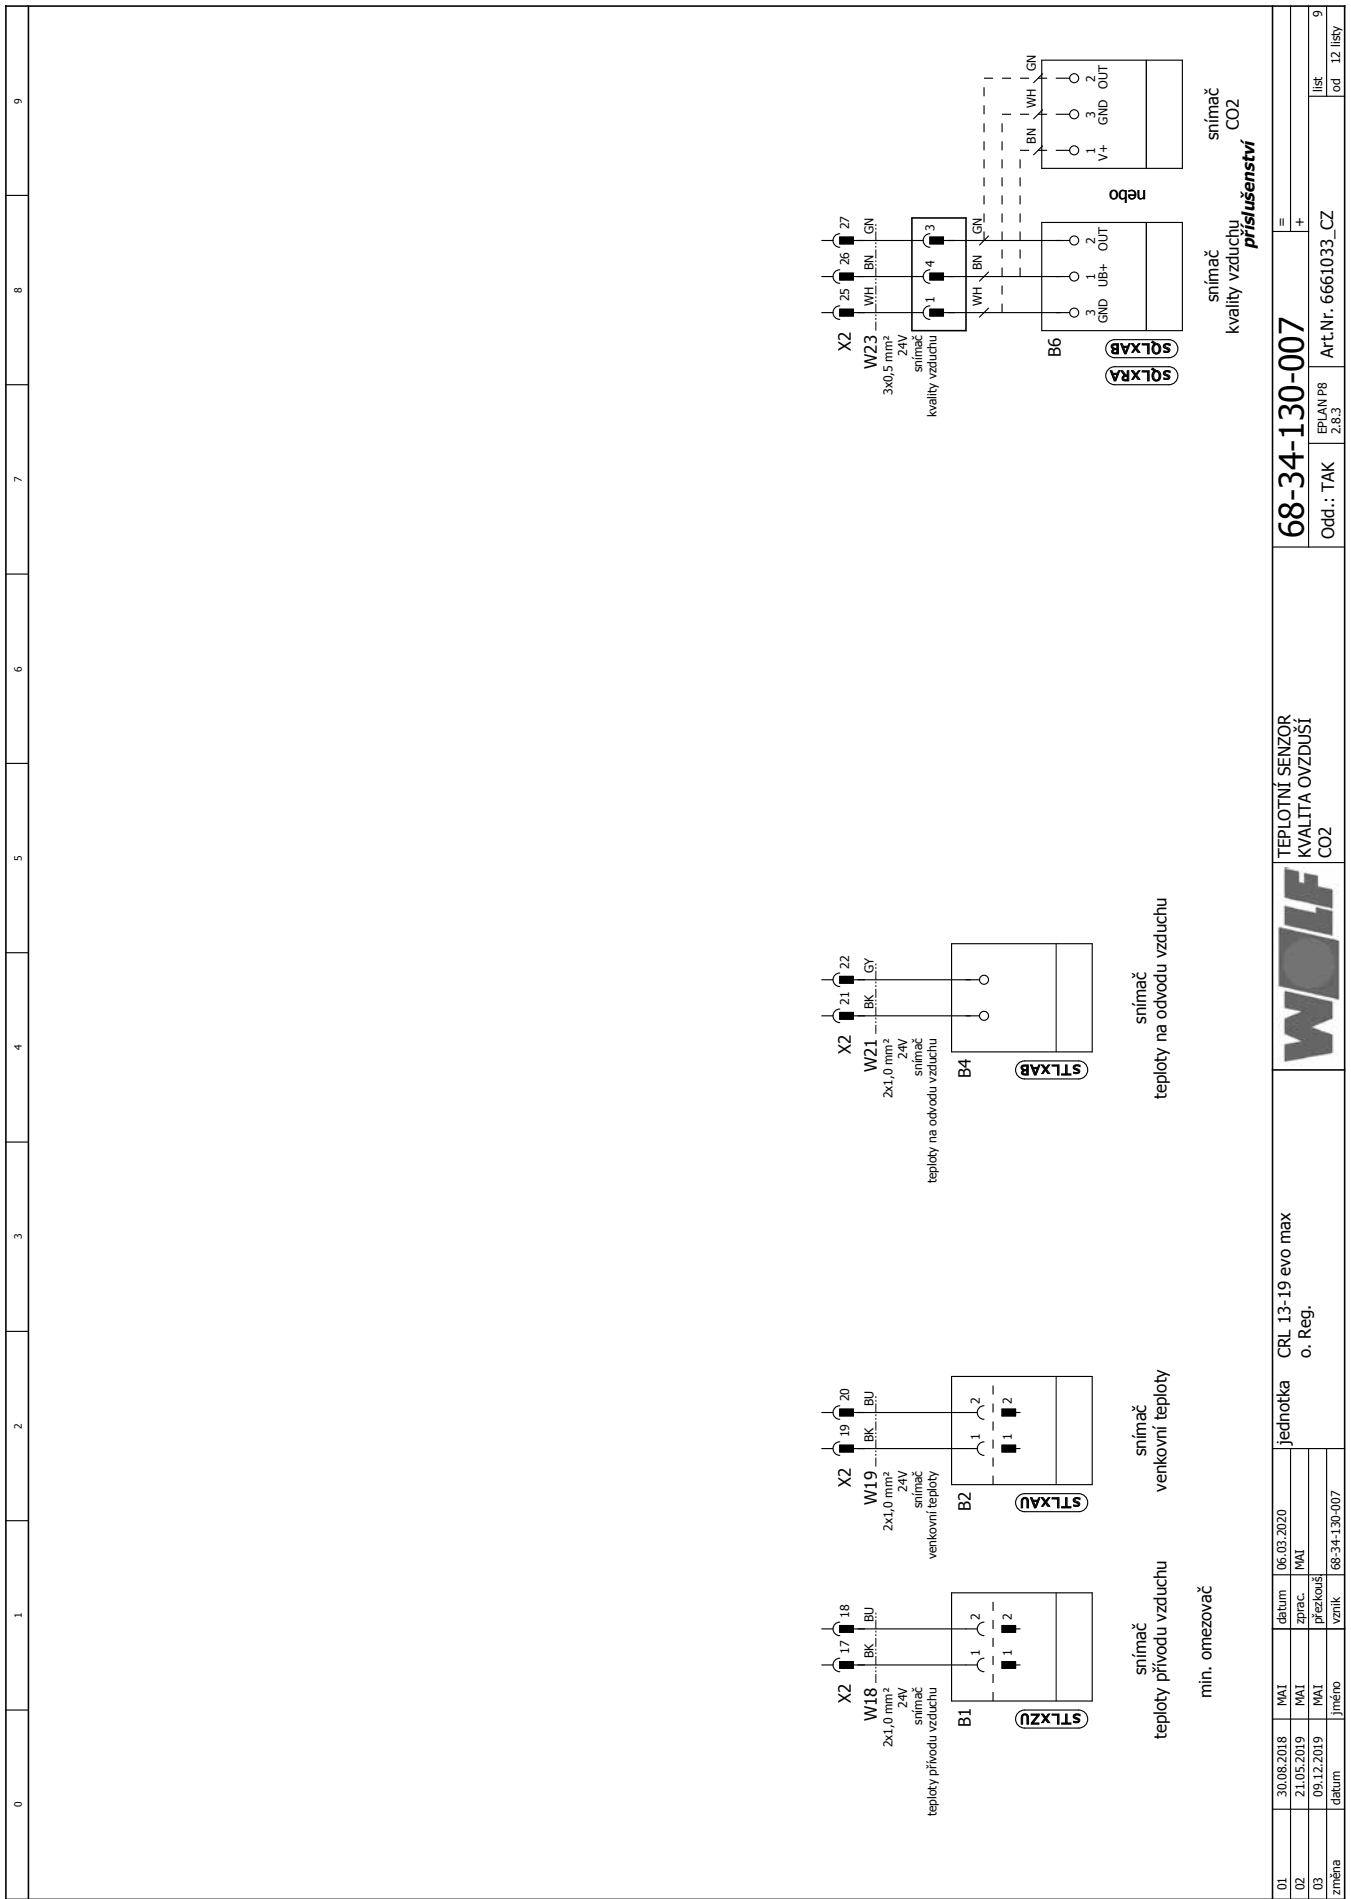 0 1 2 3 4 5 6 7 8 9
X2 17 18
W18 BK BU
2x1,0 mm²
24V
snímač
teploty přívodu vzduchu
B1 1 2
1 2
STLXZU
snímač
teploty přívodu vzduchu
min. omezovač
X2 19 20
W19 BK BU
2x1,0 mm²
24V
snímač
venkovní teploty
B2 1 2
1 2
STLXAU
snímač
venkovní teploty
X2 21 22
W21 BK GY
2x1,0 mm²
24V
snímač
teploty na odvodu vzduchu
B4
STLXAB
snímač
teploty na odvodu vzduchu
X2 25 26 27
W23 WH BN GN
3x0,5 mm²
24V
snímač
kvality vzduchu
1 4 3
WH BN GN
B6
3 1 2
GND UB+ OUT
SQLXRA SQLXAB
snímač
kvality vzduchu
nebo
BN WH GN
1 3 2
V+ GND OUT
snímač
CO2
příslušenství
01 30.08.2018 MAI datum 06.03.2020
02 21.05.2019 MAI zprac. MAI
03 09.12.2019 MAI přezkouš.
změna datum jméno vznik 68-34-130-007
jednotka CRL 13-19 evo max
o. Reg.
WOLF
TEPLOTNÍ SENZOR
KVALITA OVZDUŠÍ
CO2
68-34-130-007
=
+
Odd.: TAK
EPLAN P8
2.8.3
Art.Nr. 6661033_CZ
list 9
od 12 listy